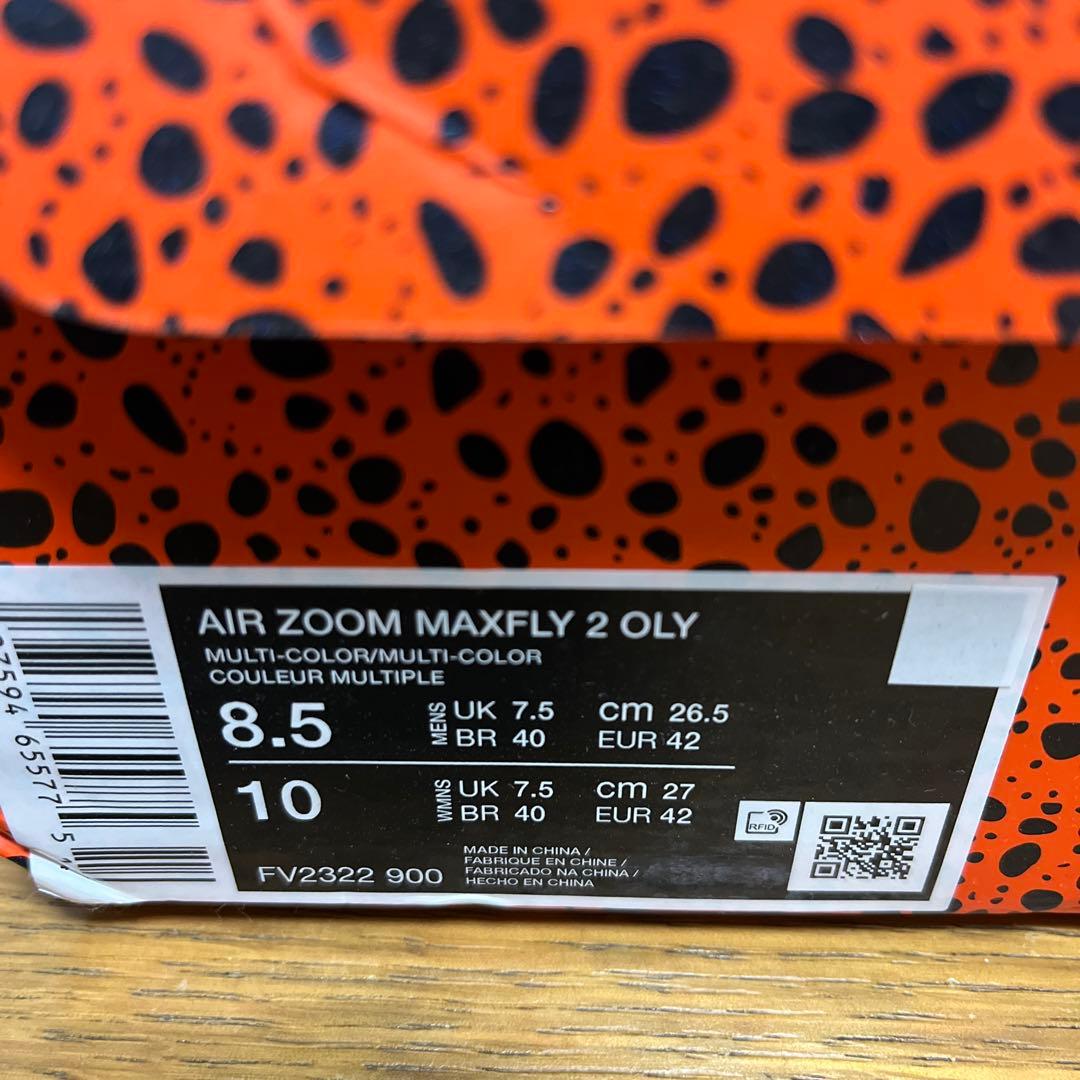 AIR ZOOM MAXFLY 2 OLY
MULTI-COLOR/MULTI-COLOR
COULEUR MULTIPLE
8.5 MENS UK 7.5 cm 26.5
BR 40 EUR 42
10 WMNS UK 7.5 cm 27
BR 40 EUR 42
RFID
MADE IN CHINA /
FABRIQUE EN CHINE /
FABRICADO NA CHINA /
HECHO EN CHINA
FV2322 900
65577 5